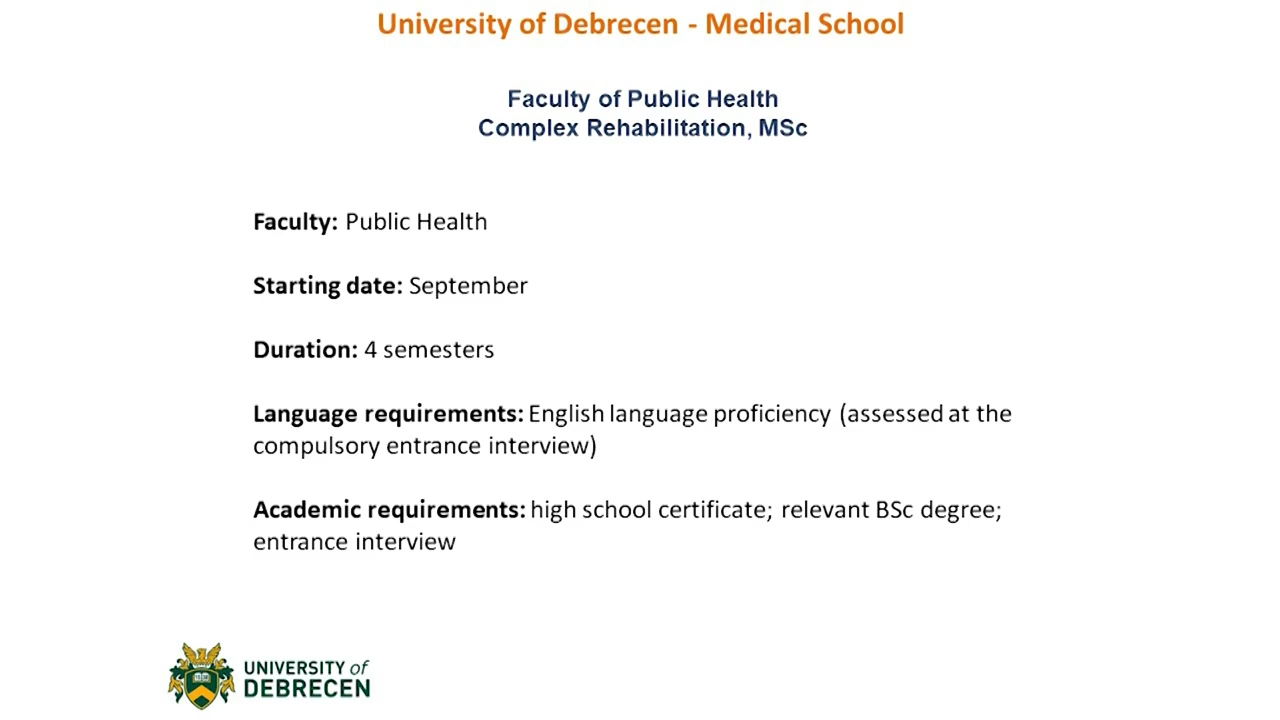 University of Debrecen - Medical School
Faculty of Public Health
Complex Rehabilitation, MSc
Faculty: Public Health
Starting date: September
Duration: 4 semesters
Language requirements: English language proficiency (assessed at the
compulsory entrance interview)
Academic requirements: high school certificate; relevant BSc degree;
entrance interview
UNIVERSITY of
DEBRECEN